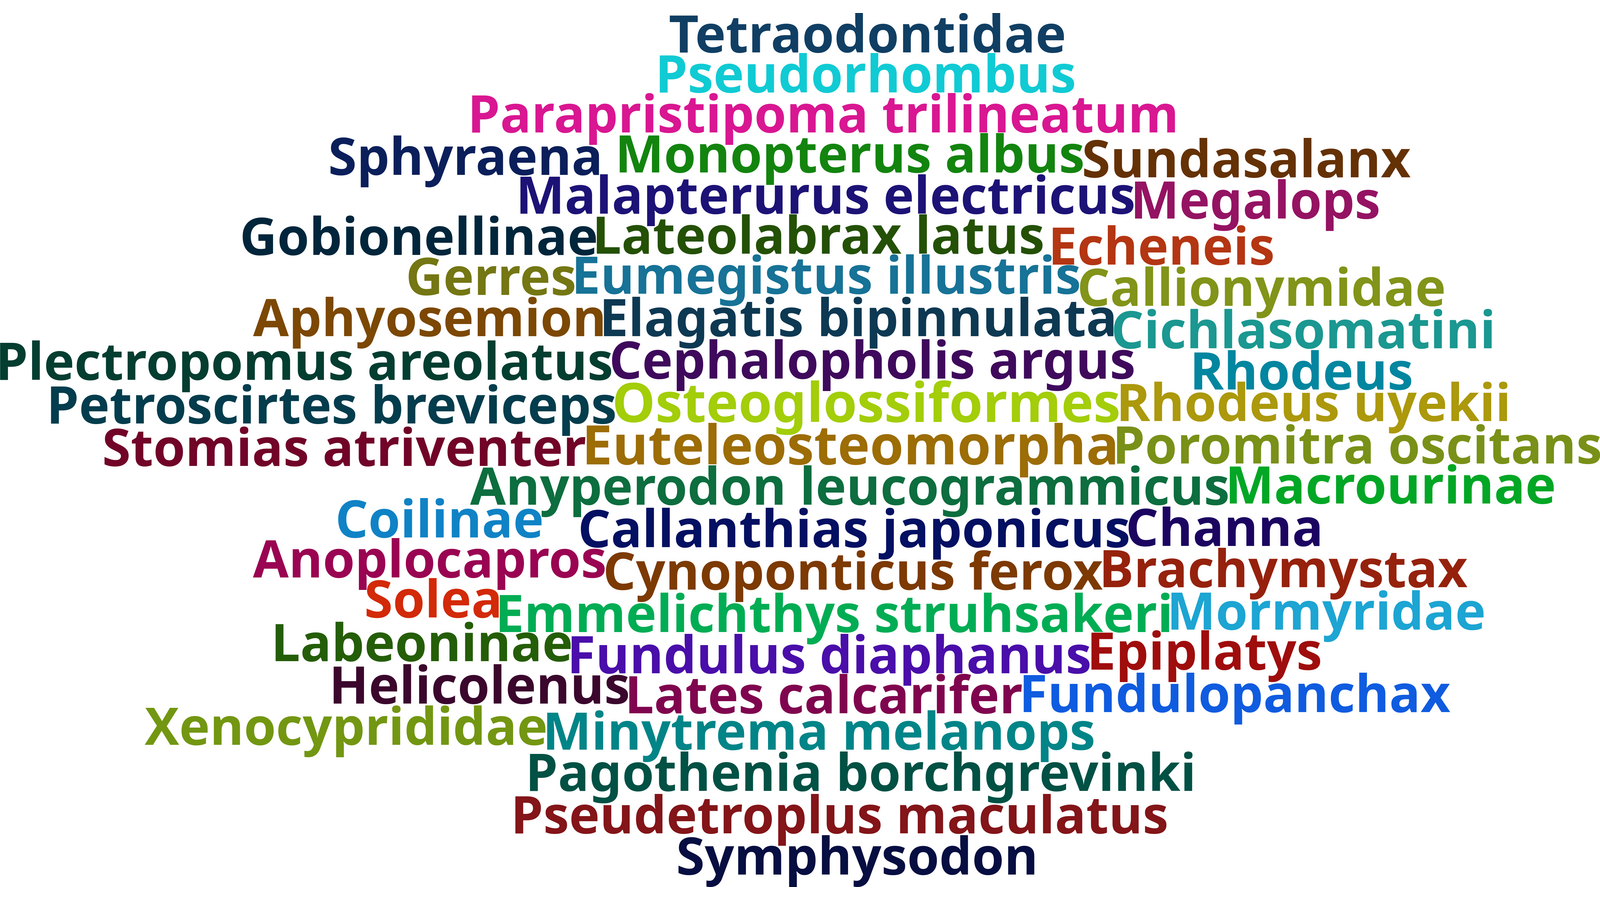 Tetraodontidae
Pseudorhombus
Parapristipoma trilineatum
Sphyraena Monopterus albus Sundasalanx
Malapterurus electricus Megalops
Gobionellinae Lateolabrax latus Echeneis
Gerres Eumegistus illustris Callionymidae
Aphyosemion Elagatis bipinnulata Cichlasomatini
Plectropomus areolatus Cephalopholis argus Rhodeus
Petroscirtes breviceps Osteoglossiformes Rhodeus uyekii
Stomias atriventer Euteleosteomorpha Poromitra oscitans
Anyperodon leucogrammicus Macrourinae
Coilinae Callanthias japonicus Channa
Anoplocapros Cynoponticus ferox Brachymystax
Solea Emmelichthys struhsakeri Mormyridae
Labeoninae Fundulus diaphanus Epiplatys
Helicolenus Lates calcarifer Fundulopanchax
Xenocyprididae Minytrema melanops
Pagothenia borchgrevinki
Pseudetroplus maculatus
Symphysodon